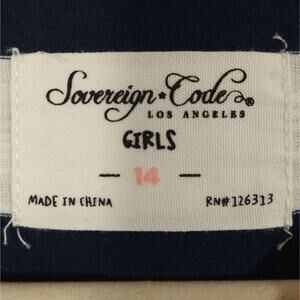 Sovereign★Code®
LOS ANGELES
GIRLS
— 14 —
MADE IN CHINA RN#126313